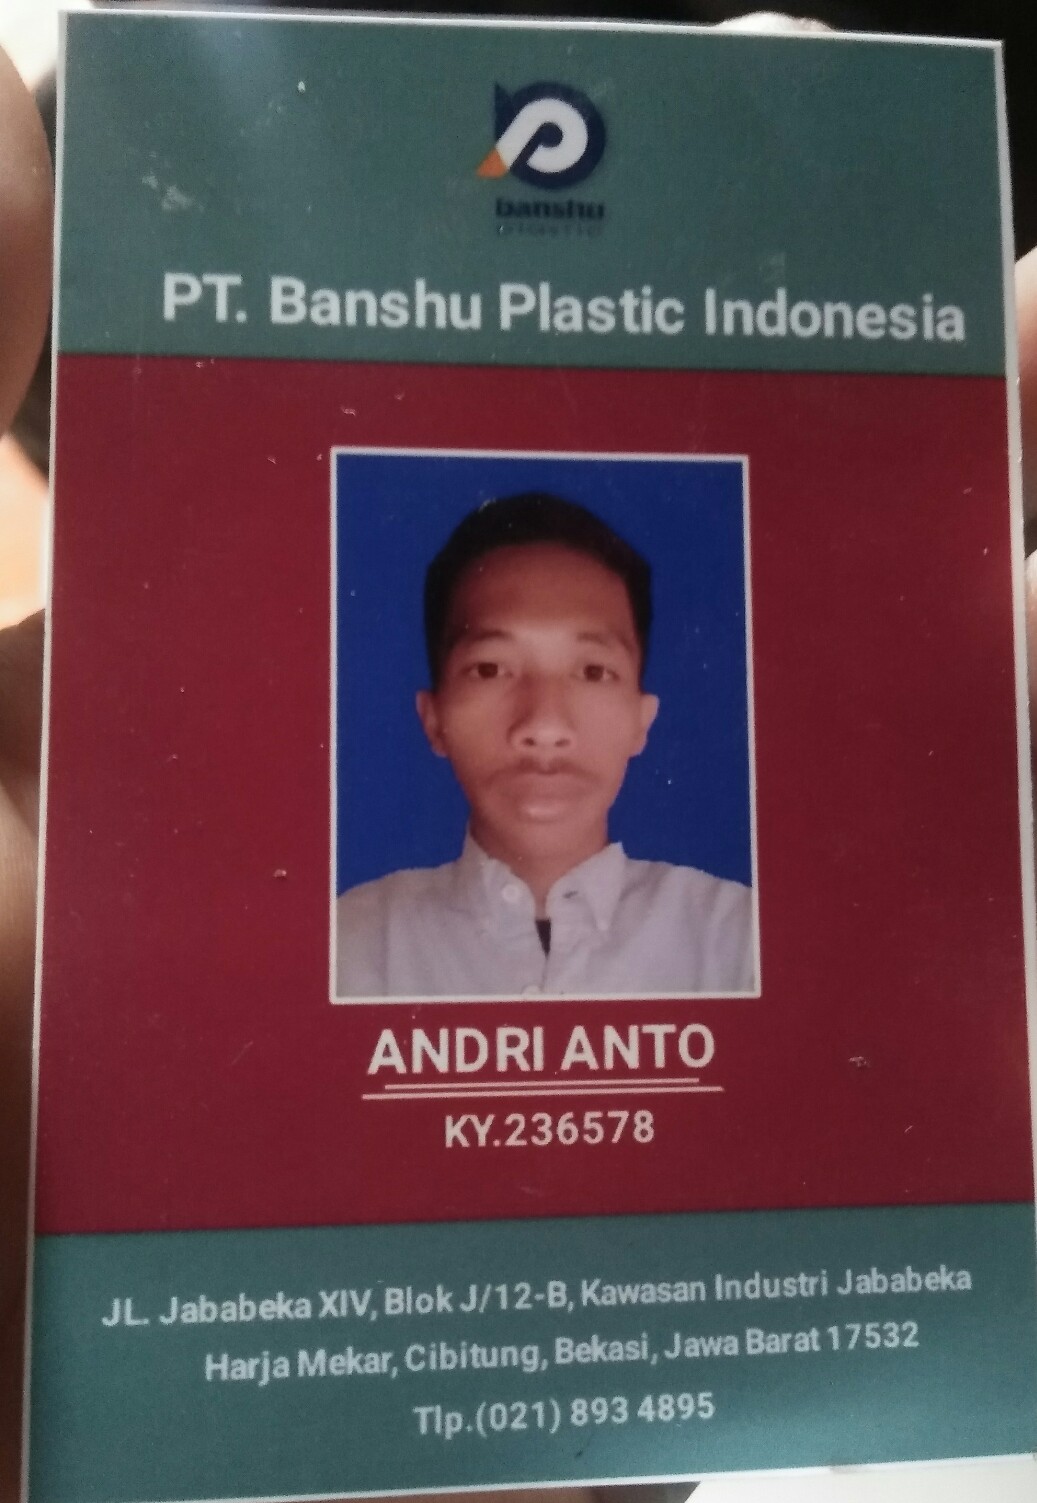 banshu
plastic
PT. Banshu Plastic Indonesia
ANDRI ANTO
KY.236578
JL. Jababeka XIV, Blok J/12-B, Kawasan Industri Jababeka
Harja Mekar, Cibitung, Bekasi, Jawa Barat 17532
Tlp.(021) 893 4895